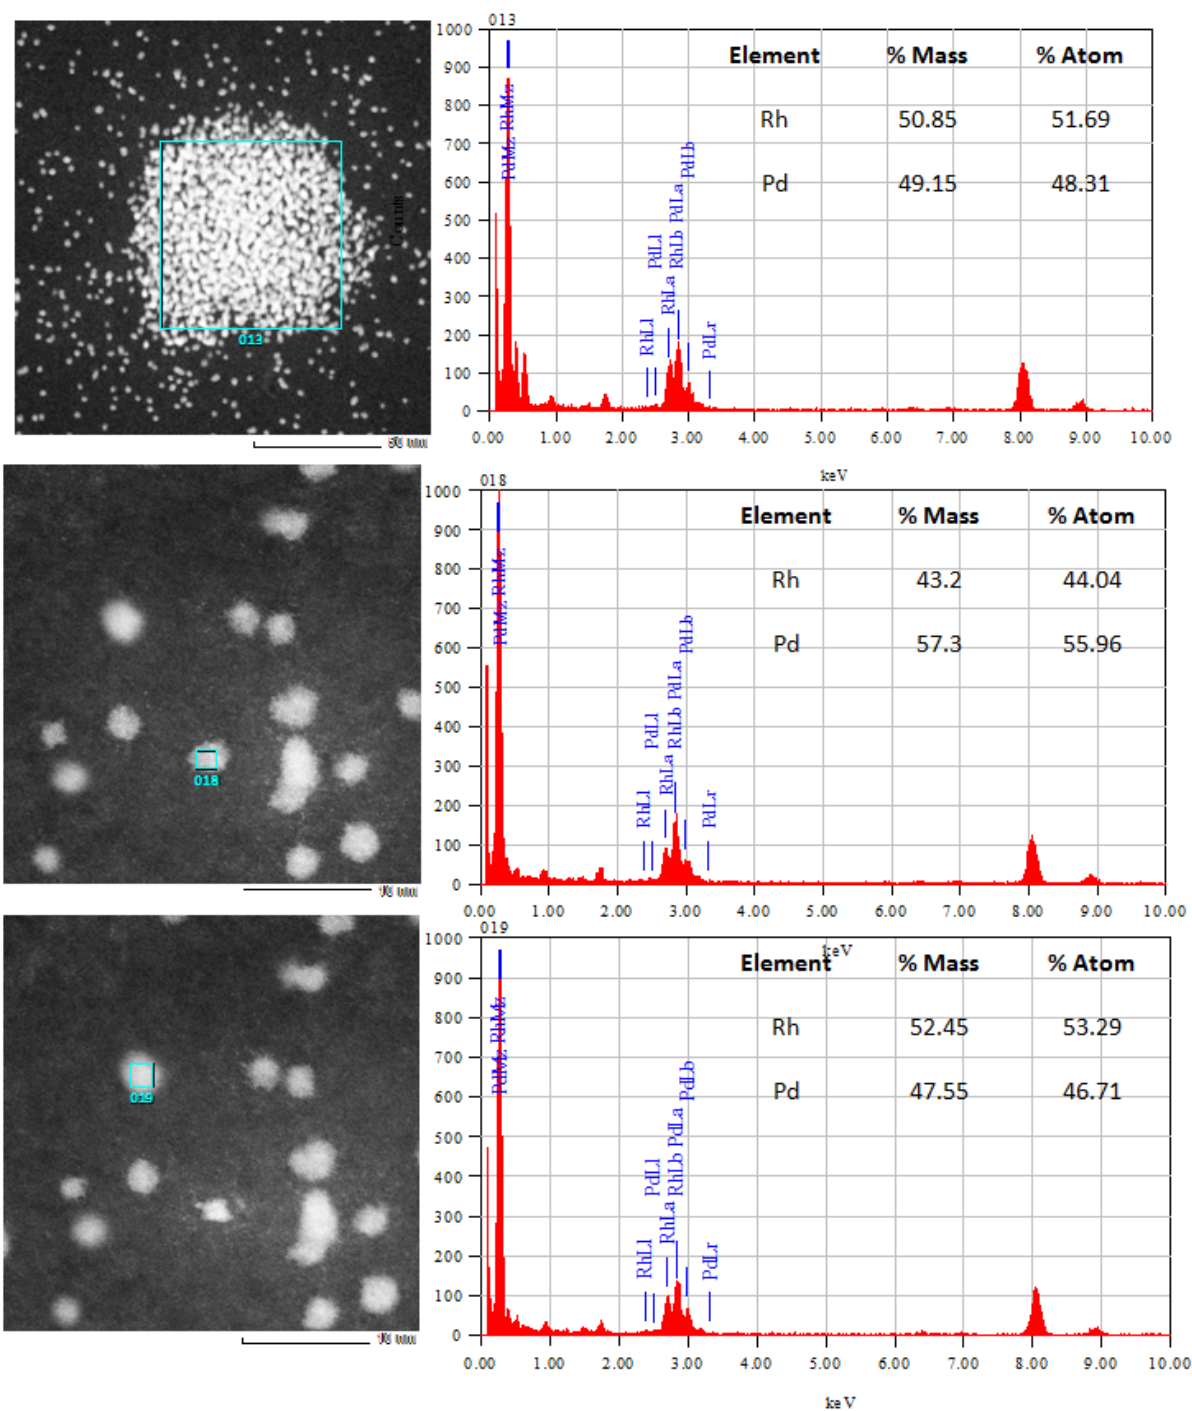 013
1000
Element % Mass % Atom
900
800
Rh 50.85 51.69
700
600
Pd 49.15 48.31
500
400
300
200
100
0
Counts
PdMz RhMz
RhLl
PdLl
RhLa
RhLb PdLa
PdLb
PdLr
013
50 nm
0.00 1.00 2.00 3.00 4.00 5.00 6.00 7.00 8.00 9.00 10.00
keV
018
1000
Element % Mass % Atom
900
800
Rh 43.2 44.04
700
600
Pd 57.3 55.96
500
400
300
200
100
0
PdMz RhMz
RhLl
PdLl
RhLa
RhLb PdLa
PdLb
PdLr
018
0.00 1.00 2.00 3.00 4.00 5.00 6.00 7.00 8.00 9.00 10.00
keV
019
1000
Element % Mass % Atom
900
800
Rh 52.45 53.29
700
600
Pd 47.55 46.71
500
400
300
200
100
0
PdMz RhMz
RhLl
PdLl
RhLa
RhLb PdLa
PdLb
PdLr
019
0.00 1.00 2.00 3.00 4.00 5.00 6.00 7.00 8.00 9.00 10.00
keV